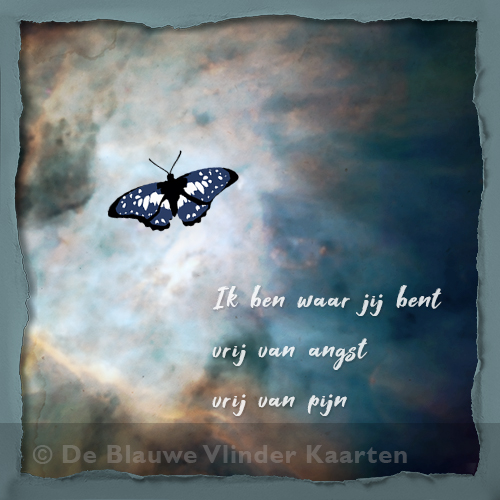 Ik ben waar jij bent
vrij van angst
vrij van pijn
© De Blauwe Vlinder Kaarten